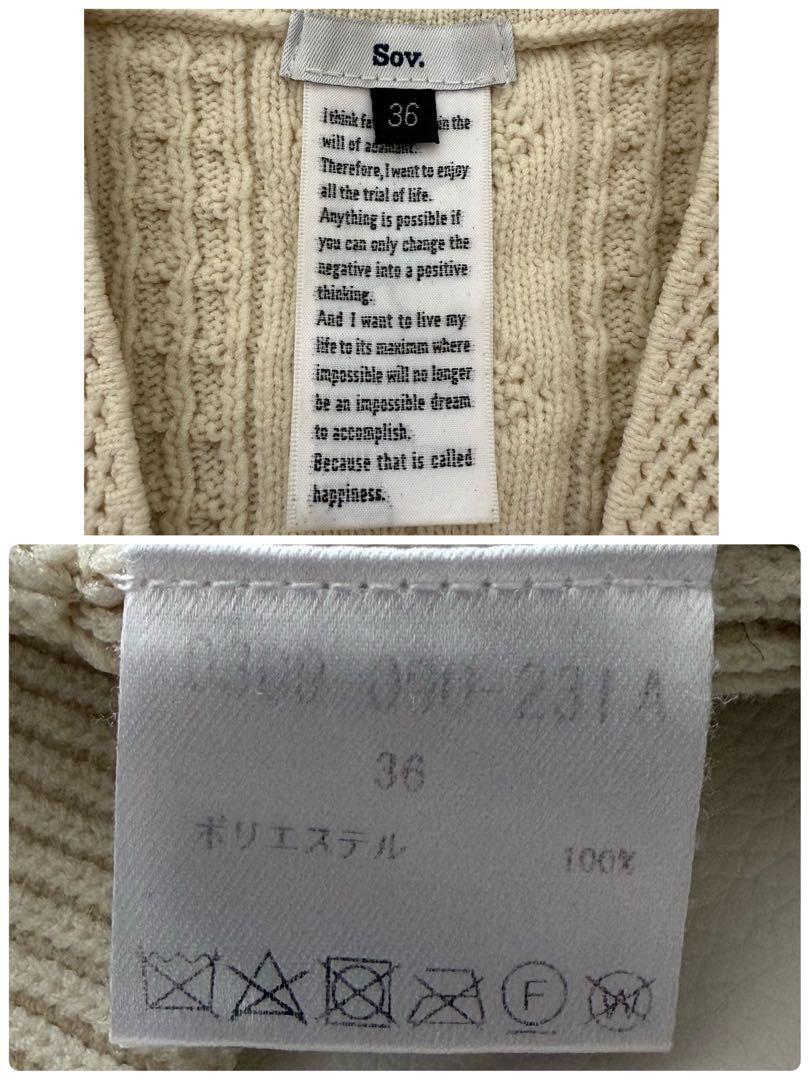 Sov.
36
I think in the
will of adamant.
Therefore, I want to enjoy
all the trial of life.
Anything is possible if
you can only change the
negative into a positive
thinking.
And I want to live my
life to its maximm where
impossible will no longer
be an impossible dream
to accomplish.
Because that is called
happiness.
090-231A
36
ポリエステル 100%
F
W